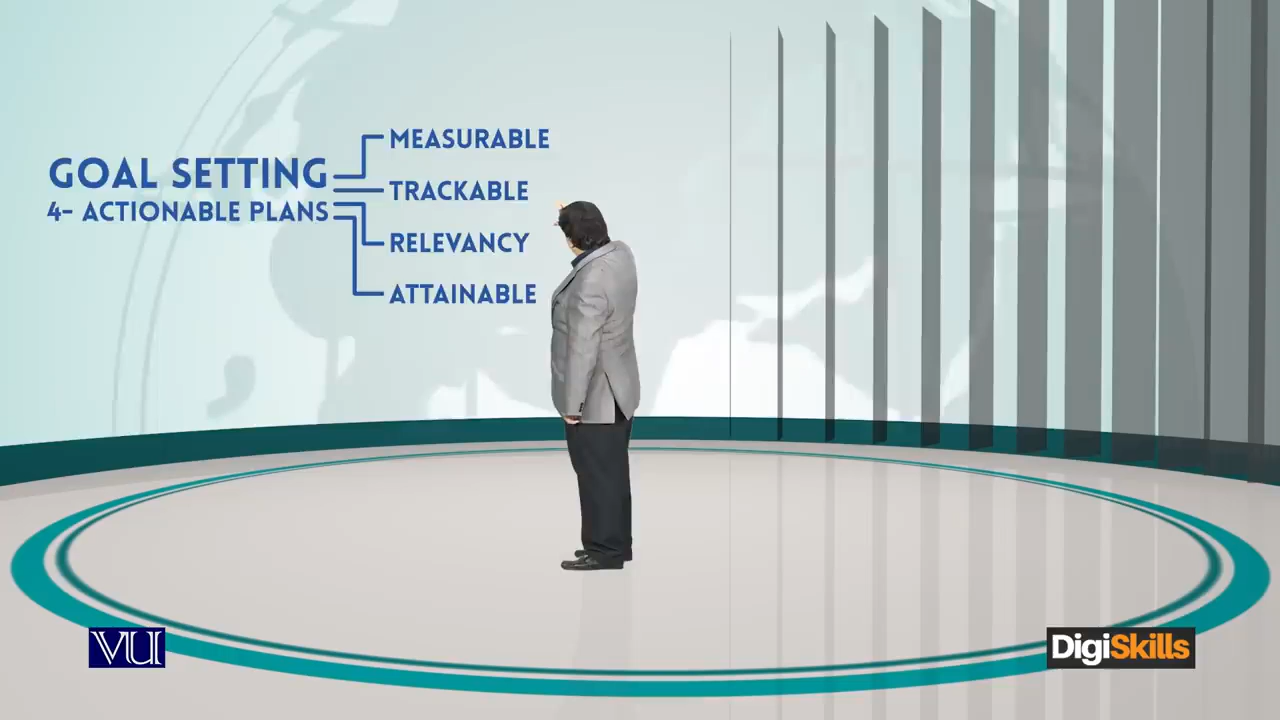 GOAL SETTING
4- ACTIONABLE PLANS
MEASURABLE
TRACKABLE
RELEVANCY
ATTAINABLE
VU
DigiSkills